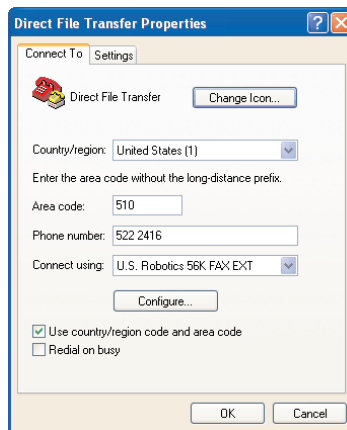 Direct File Transfer Properties
Connect To Settings
Direct File Transfer Change Icon...
Country/region: United States (1)
Enter the area code without the long-distance prefix.
Area code: 510
Phone number: 522 2416
Connect using: U.S. Robotics 56K FAX EXT
Configure...
Use country/region code and area code
Redial on busy
OK Cancel